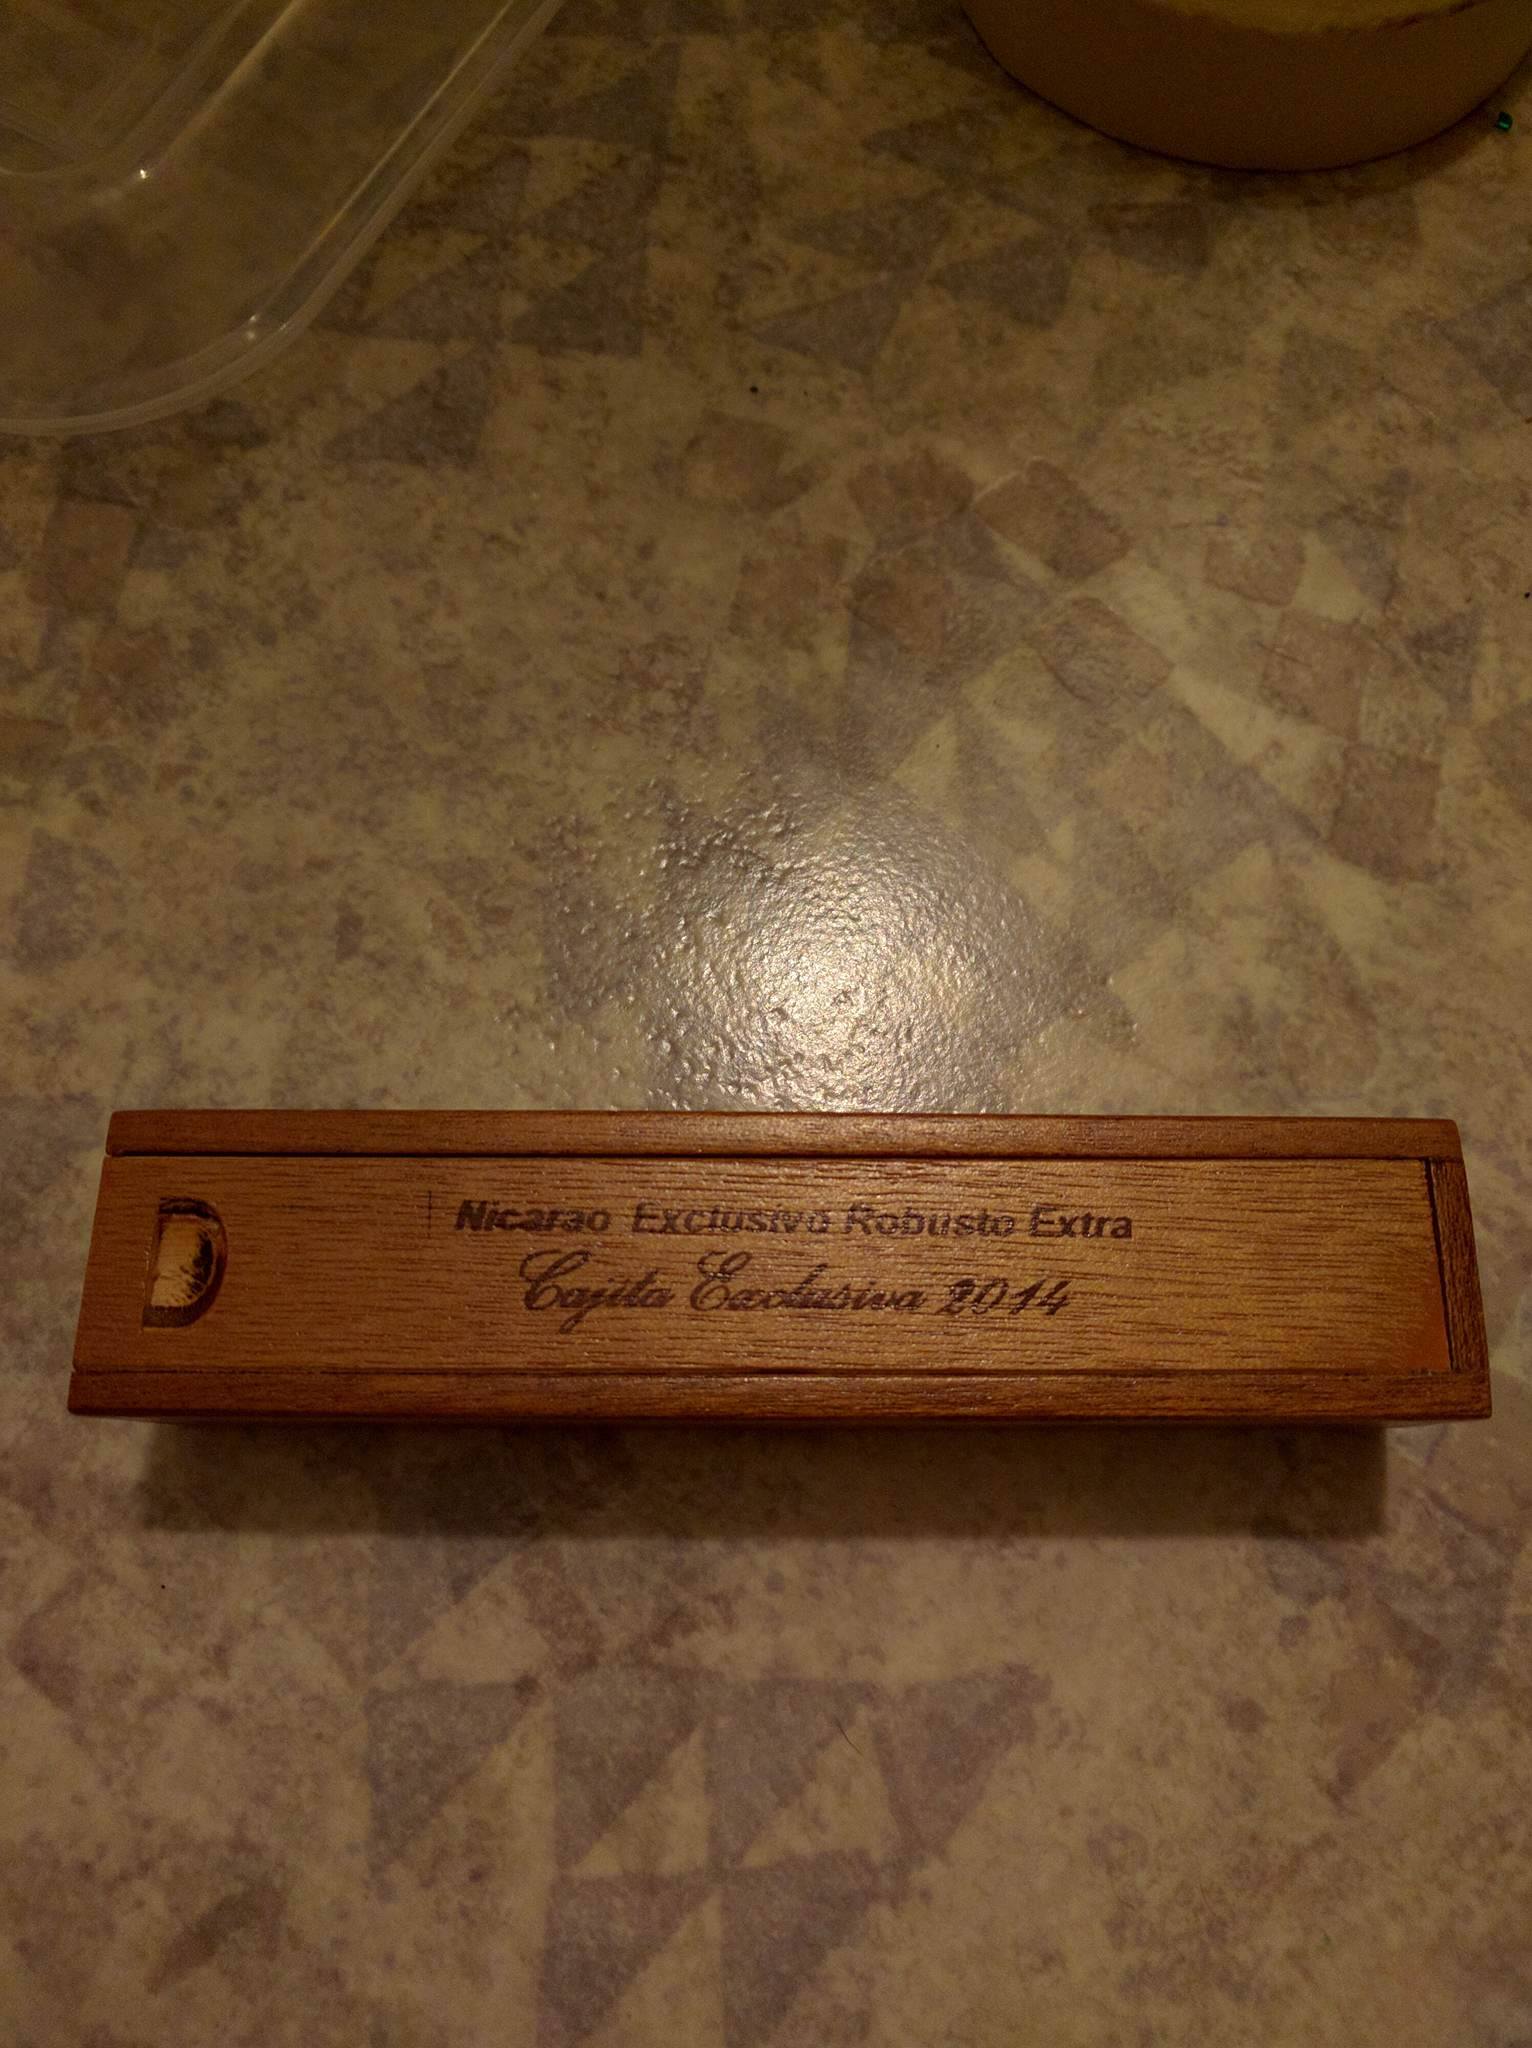 Nicarao Exclusivo Robusto Extra
Cajita Exclusiva 2014